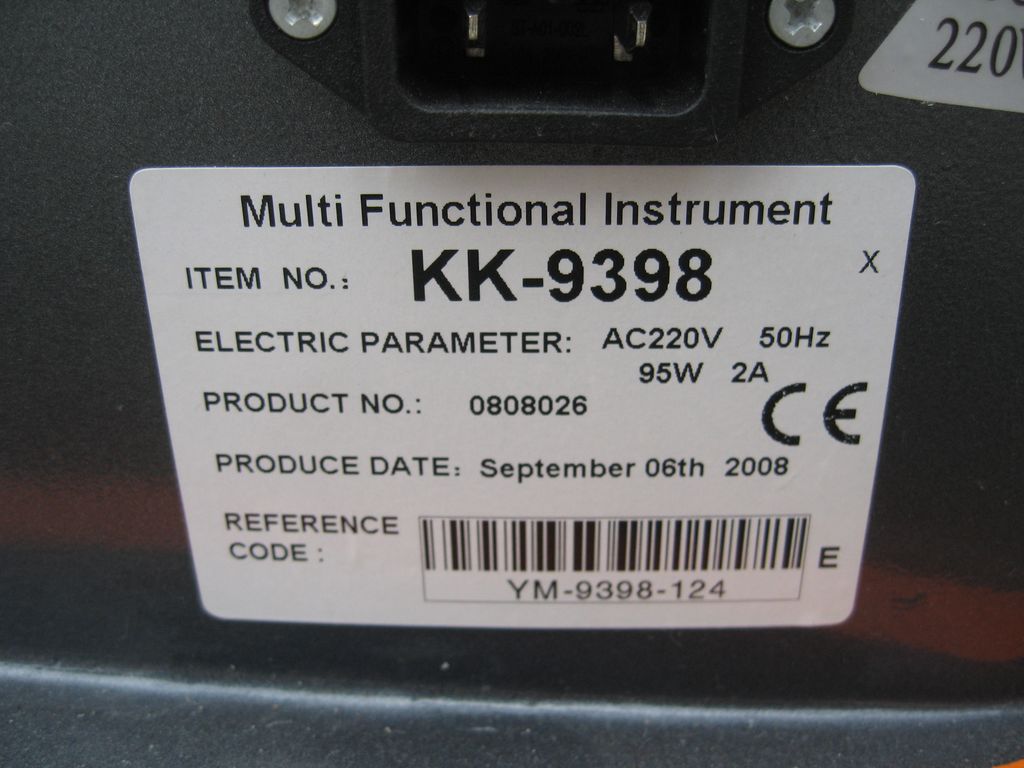 220V
Multi Functional Instrument
ITEM NO.: KK-9398 X
ELECTRIC PARAMETER: AC220V 50Hz
95W 2A
PRODUCT NO.: 0808026
CE
PRODUCE DATE: September 06th 2008
REFERENCE
CODE :
E
YM-9398-124